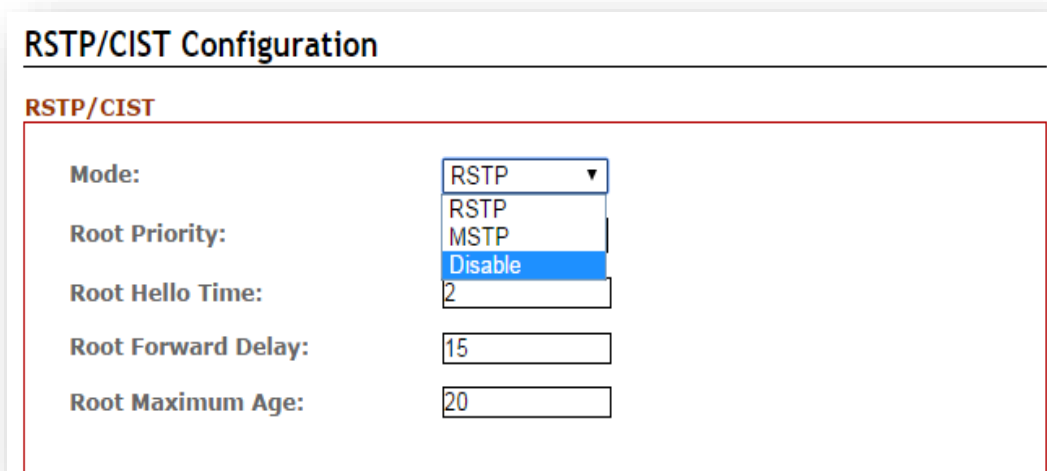 RSTP/CIST Configuration
RSTP/CIST
Mode: RSTP
RSTP
Root Priority:
MSTP
Disable
Root Hello Time: 2
Root Forward Delay: 15
Root Maximum Age: 20